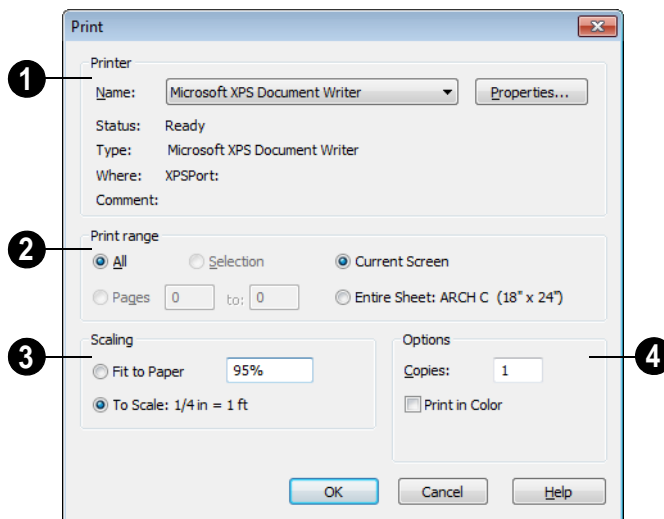 Print
Printer
1
Name: Microsoft XPS Document Writer Properties...
Status: Ready
Type: Microsoft XPS Document Writer
Where: XPSPort:
Comment:
2
Print range
All Selection Current Screen
Pages 0 to: 0 Entire Sheet: ARCH C (18" x 24")
Scaling Options
3 4
Fit to Paper 95% Copies: 1
To Scale: 1/4 in = 1 ft Print in Color
OK Cancel Help